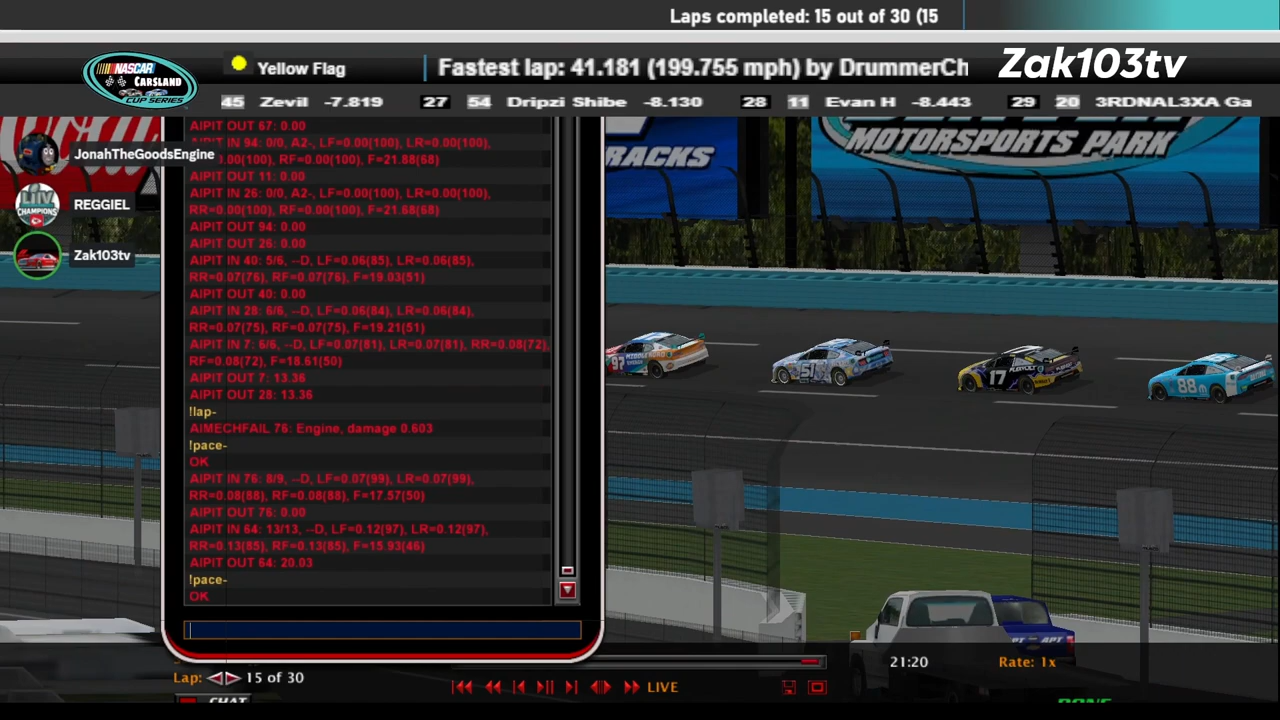 Laps completed: 15 out of 30 (15
NASCAR
CARSLAND
CUP SERIES
Yellow Flag
Fastest lap: 41.181 (199.755 mph) by DrummerCh
Zak103tv
45 Zevil -7.819 27 54 Dripzi Shibe -8.130 28 11 Evan H -8.443 29 20 3RDNAL3XA Ga
AIPIT OUT 67: 0.00
AIPIT IN 94: 0/0, A2-, LF=0.00(100), LR=0.00(100),
0.00(100), RF=0.00(100), F=21.88(68)
JonahTheGoodsEngine
AIPIT OUT 11: 0.00
AIPIT IN 26: 0/0, A2-, LF=0.00(100), LR=0.00(100),
RR=0.00(100), RF=0.00(100), F=21.68(68)
LIV
CHAMPIONS
REGGIEL
AIPIT OUT 94: 0.00
AIPIT OUT 26: 0.00
Zak103tv
AIPIT IN 40: 5/6, --D, LF=0.06(85), LR=0.06(85),
RR=0.07(76), RF=0.07(76), F=19.03(51)
AIPIT OUT 40: 0.00
AIPIT IN 28: 6/6, --D, LF=0.06(84), LR=0.06(84),
RR=0.07(75), RF=0.07(75), F=19.21(51)
AIPIT IN 7: 6/6, --D, LF=0.07(81), LR=0.07(81), RR=0.08(72),
RF=0.08(72), F=18.61(50)
AIPIT OUT 7: 13.36
AIPIT OUT 28: 13.36
!lap-
AIMECHFAIL 76: Engine, damage 0.603
!pace-
OK
AIPIT IN 76: 8/9, --D, LF=0.07(99), LR=0.07(99),
RR=0.08(88), RF=0.08(88), F=17.57(50)
AIPIT OUT 76: 0.00
AIPIT IN 64: 13/13, --D, LF=0.12(97), LR=0.12(97),
RR=0.13(85), RF=0.13(85), F=15.93(46)
AIPIT OUT 64: 20.03
!pace-
OK
RACKS
MOTORSPORTS PARK
97
51
17
88
APT
Lap: 15 of 30
LIVE
21:20
Rate: 1x
CHAT
DONE